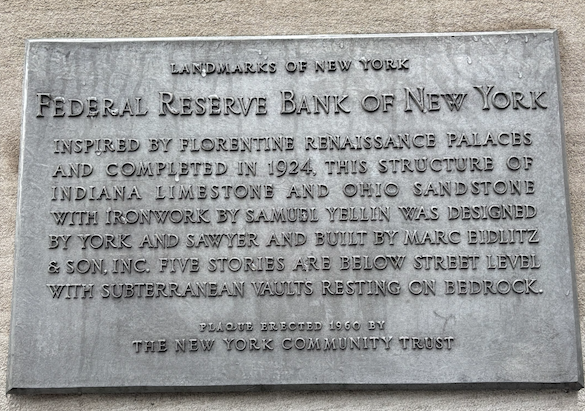 LANDMARKS OF NEW YORK
FEDERAL RESERVE BANK OF NEW YORK
INSPIRED BY FLORENTINE RENAISSANCE PALACES
AND COMPLETED IN 1924, THIS STRUCTURE OF
INDIANA LIMESTONE AND OHIO SANDSTONE
WITH IRONWORK BY SAMUEL YELLIN WAS DESIGNED
BY YORK AND SAWYER AND BUILT BY MARC EIDLITZ
& SON, INC. FIVE STORIES ARE BELOW STREET LEVEL
WITH SUBTERRANEAN VAULTS RESTING ON BEDROCK.
PLAQUE ERECTED 1960 BY
THE NEW YORK COMMUNITY TRUST